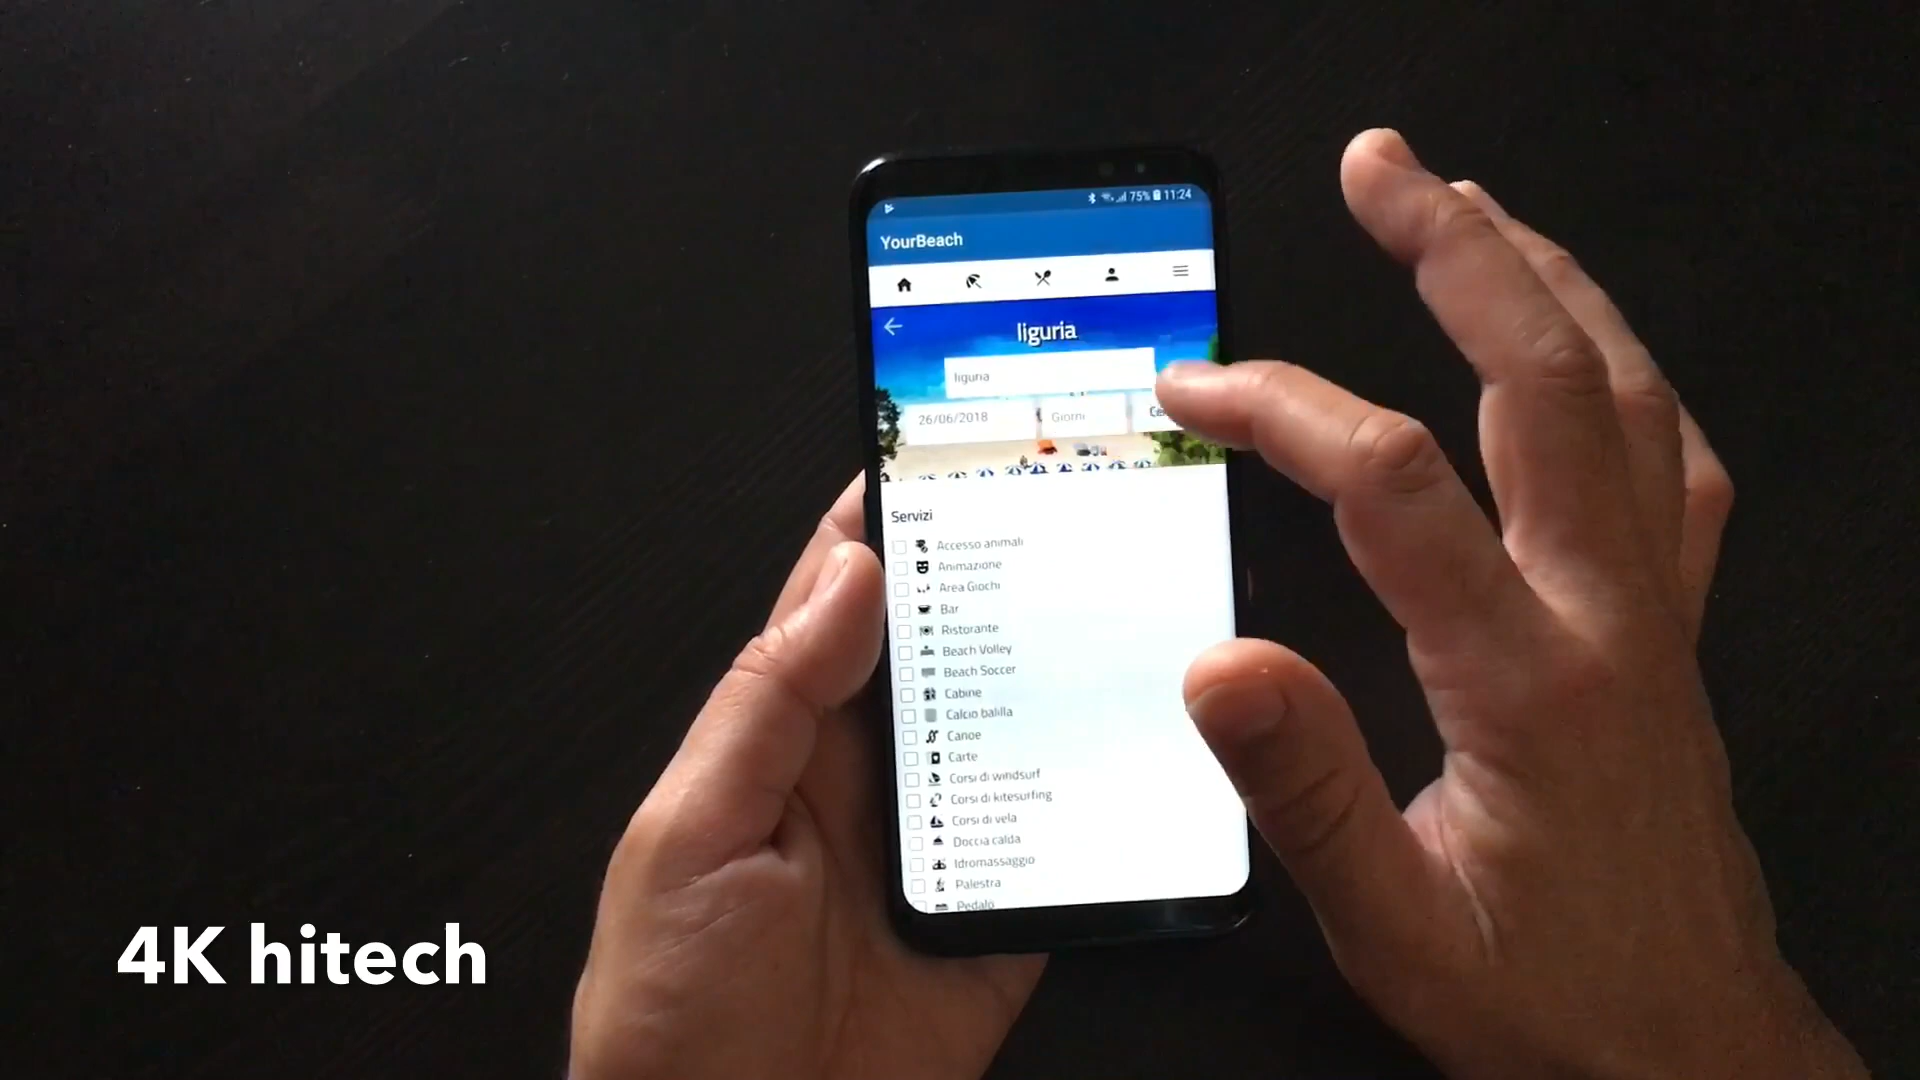 75% 11:24
YourBeach
liguria
liguria
26/06/2018 Giorni
Servizi
Accesso animali
Animazione
Area Giochi
Bar
Ristorante
Beach Volley
Beach Soccer
Cabine
Calcio balilla
Canoe
Carte
Corsi di windsurf
Corsi di kitesurfing
Corsi di vela
Doccia calda
Idromassaggio
Palestra
Pedalo
4K hitech